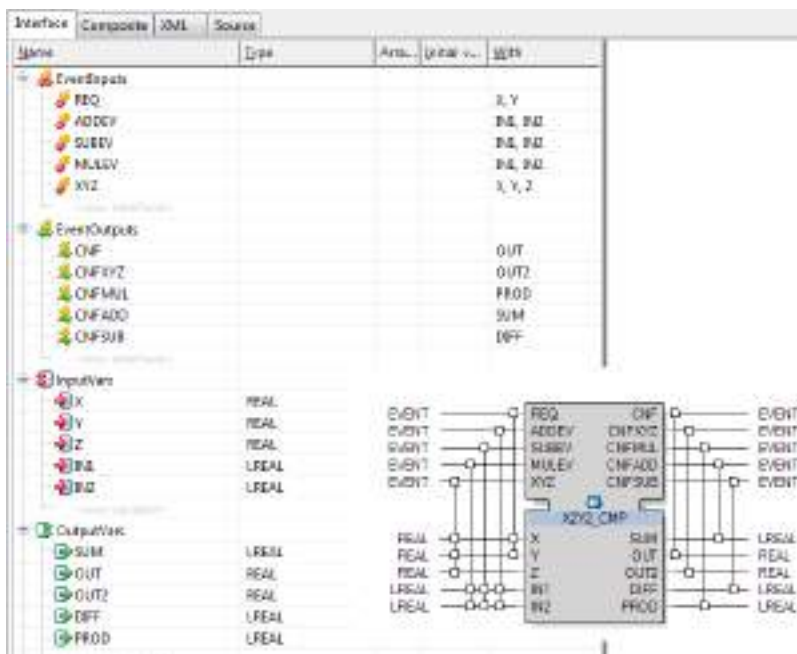 Interface Composite XML Source
Name Type Arra... Initial v... With
EventInputs
REQ X, Y
ADDEV IN1, IN2
SUBEV IN1, IN2
MULEV IN1, IN2
XYZ X, Y, Z
EventOutputs
CNF OUT
CNFXYZ OUT2
CNFMUL PROD
CNFADD SUM
CNFSUB DIFF
InputVars
X REAL
Y REAL
Z REAL
IN1 LREAL
IN2 LREAL
OutputVars
SUM LREAL
OUT REAL
OUT2 REAL
DIFF LREAL
PROD LREAL
EVENT REQ CNF EVENT
EVENT ADDEV CNFXYZ EVENT
EVENT SUBEV CNFMUL EVENT
EVENT MULEV CNFADD EVENT
EVENT XYZ CNFSUB EVENT
X2Y2_CMP
REAL X SUM LREAL
REAL Y OUT REAL
REAL Z OUT2 REAL
LREAL IN1 DIFF LREAL
LREAL IN2 PROD LREAL